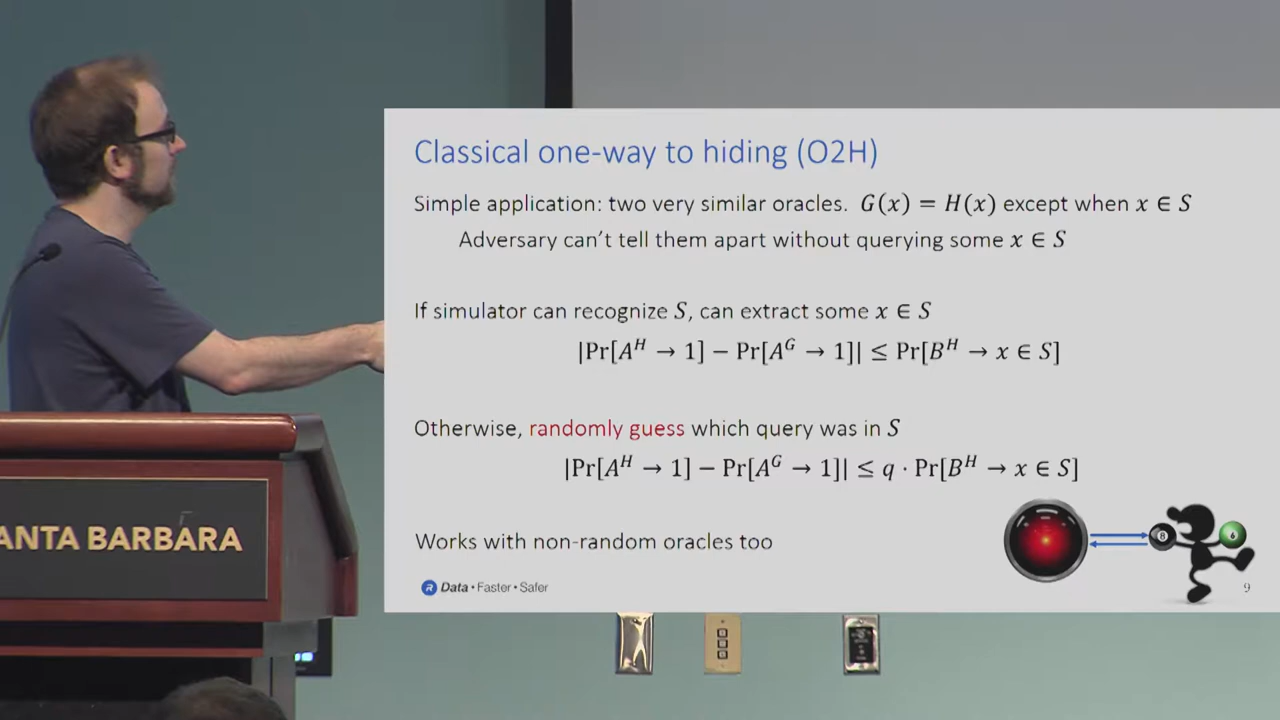 Classical one-way to hiding (O2H)
Simple application: two very similar oracles. G(x) = H(x) except when x ∈ S
Adversary can't tell them apart without querying some x ∈ S
If simulator can recognize S, can extract some x ∈ S
|Pr[A^H → 1] − Pr[A^G → 1]| ≤ Pr[B^H → x ∈ S]
Otherwise, randomly guess which query was in S
|Pr[A^H → 1] − Pr[A^G → 1]| ≤ q · Pr[B^H → x ∈ S]
ANTA BARBARA
Works with non-random oracles too
8
6
R Data • Faster • Safer
9